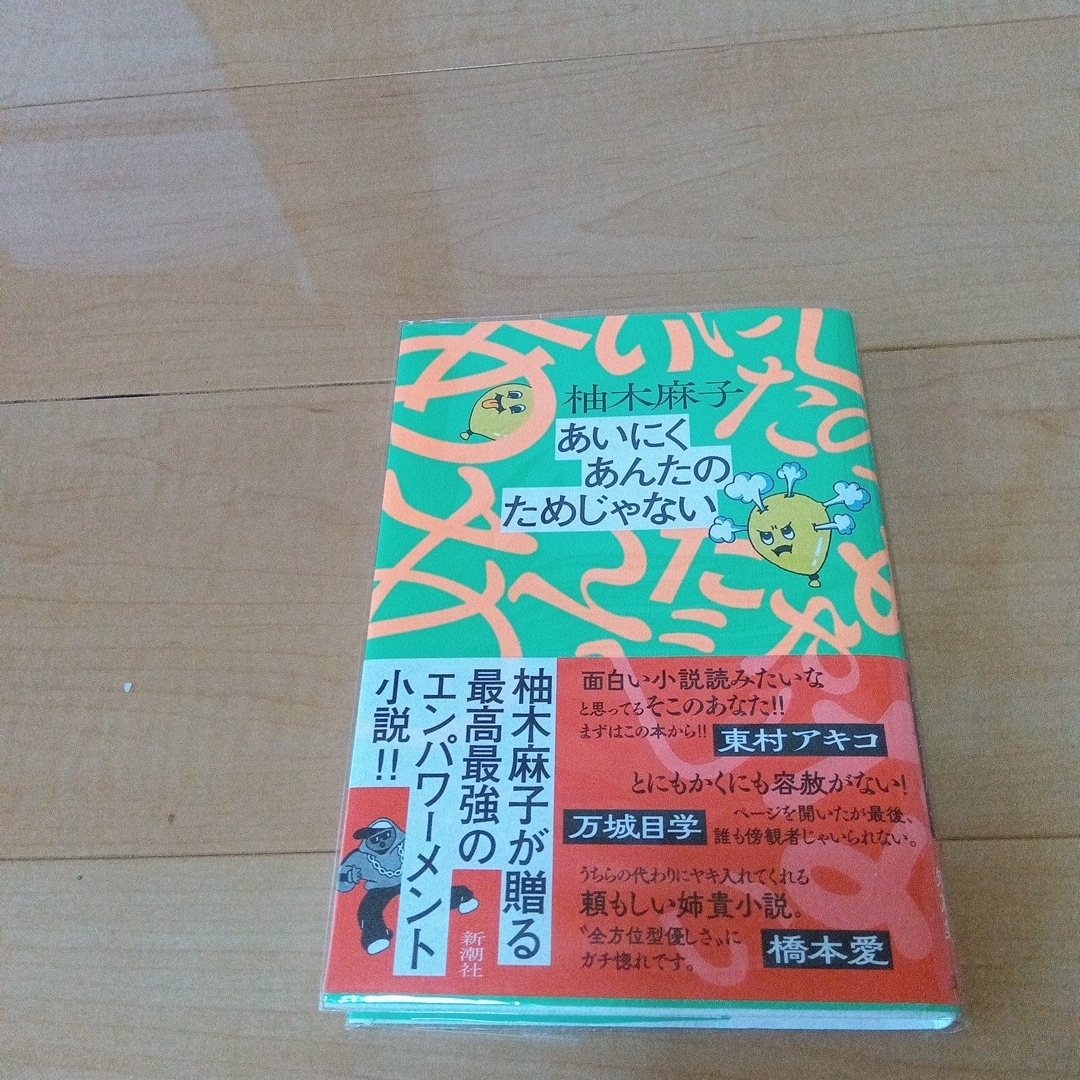 柚木麻子
あいにく
あんたの
ためじゃない
柚木麻子が贈る
最高最強の
エンパワーメント
小説!!
新潮社
面白い小説読みたいな
と思ってるそこのあなた!!
まずはこの本から!!
東村アキコ
とにもかくにも容赦がない!
ページを開いたが最後、
誰も傍観者じゃいられない。
万城目学
うちらの代わりにヤキ入れてくれる
頼もしい姉貴小説。
〝全方位型優しさ〟に
ガチ惚れです。
橋本愛